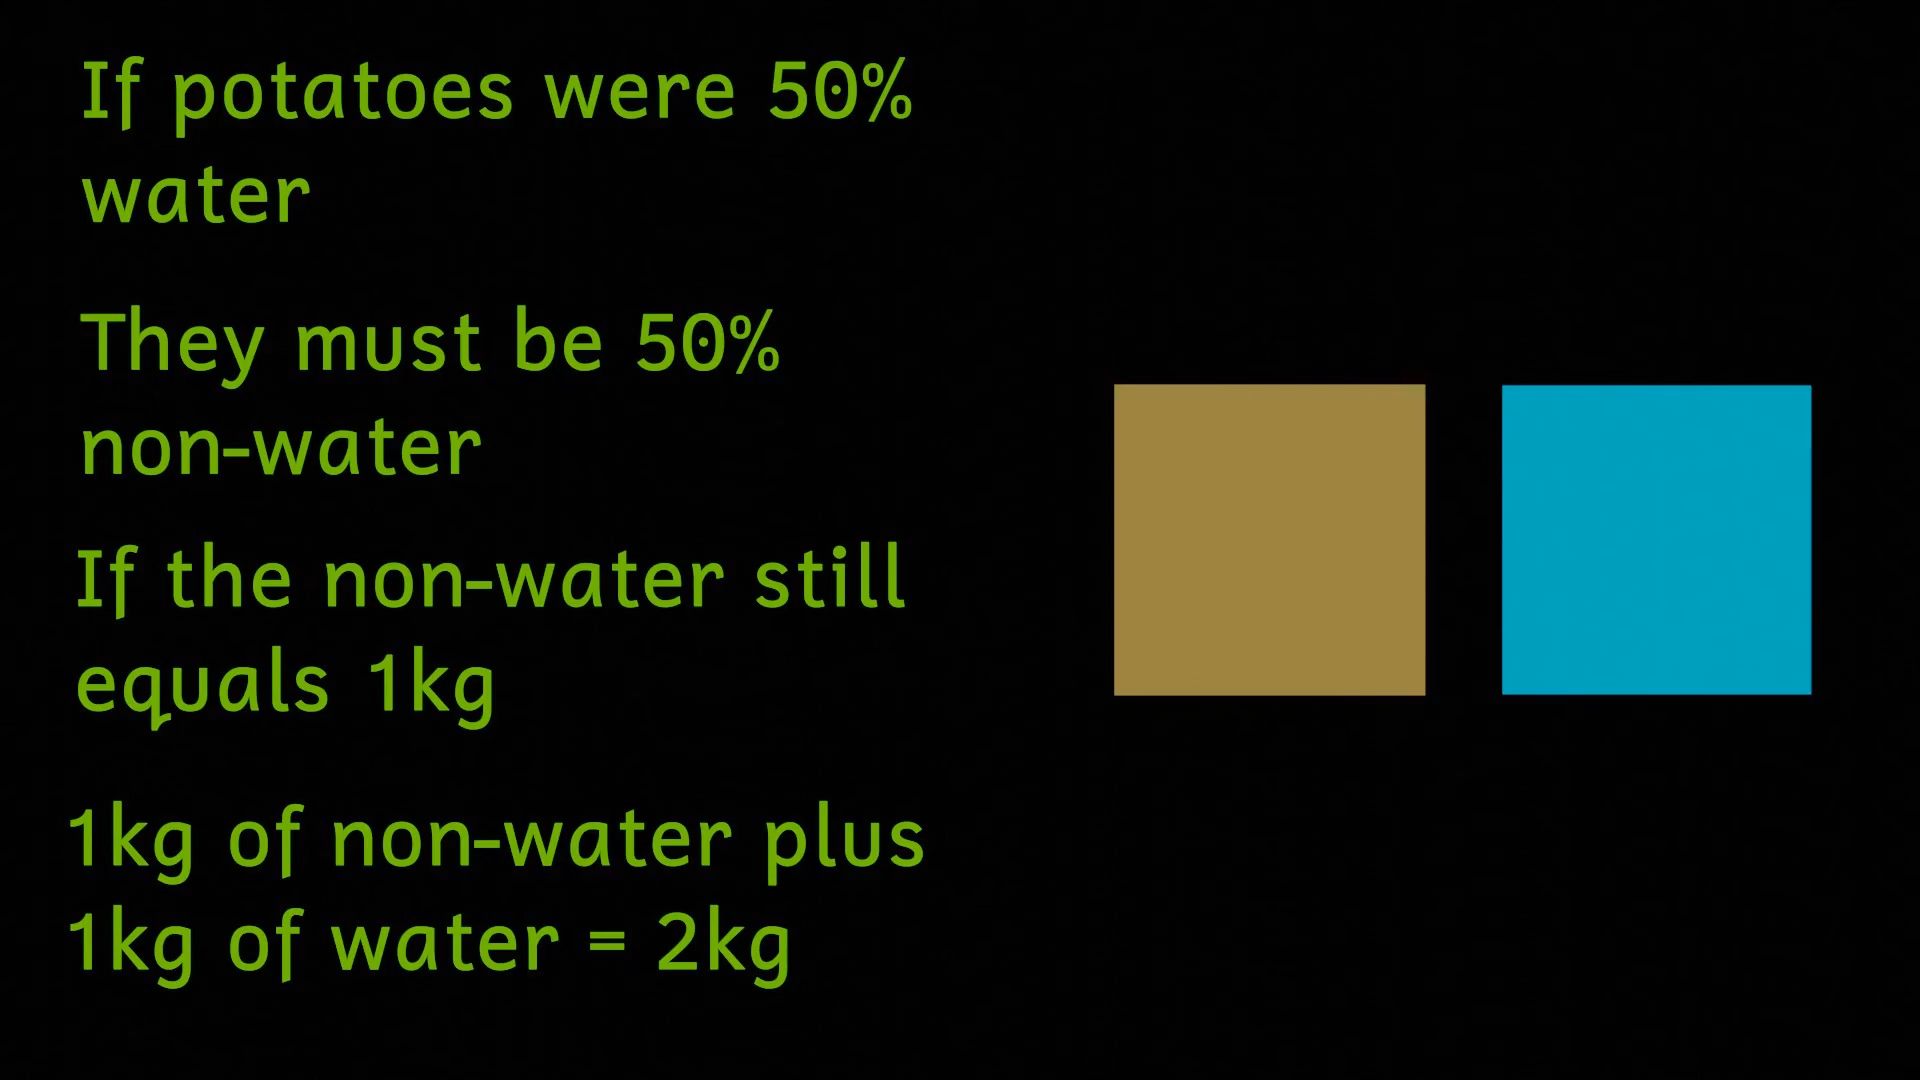 If potatoes were 50%
water
They must be 50%
non-water
If the non-water still
equals 1kg
1kg of non-water plus
1kg of water = 2kg